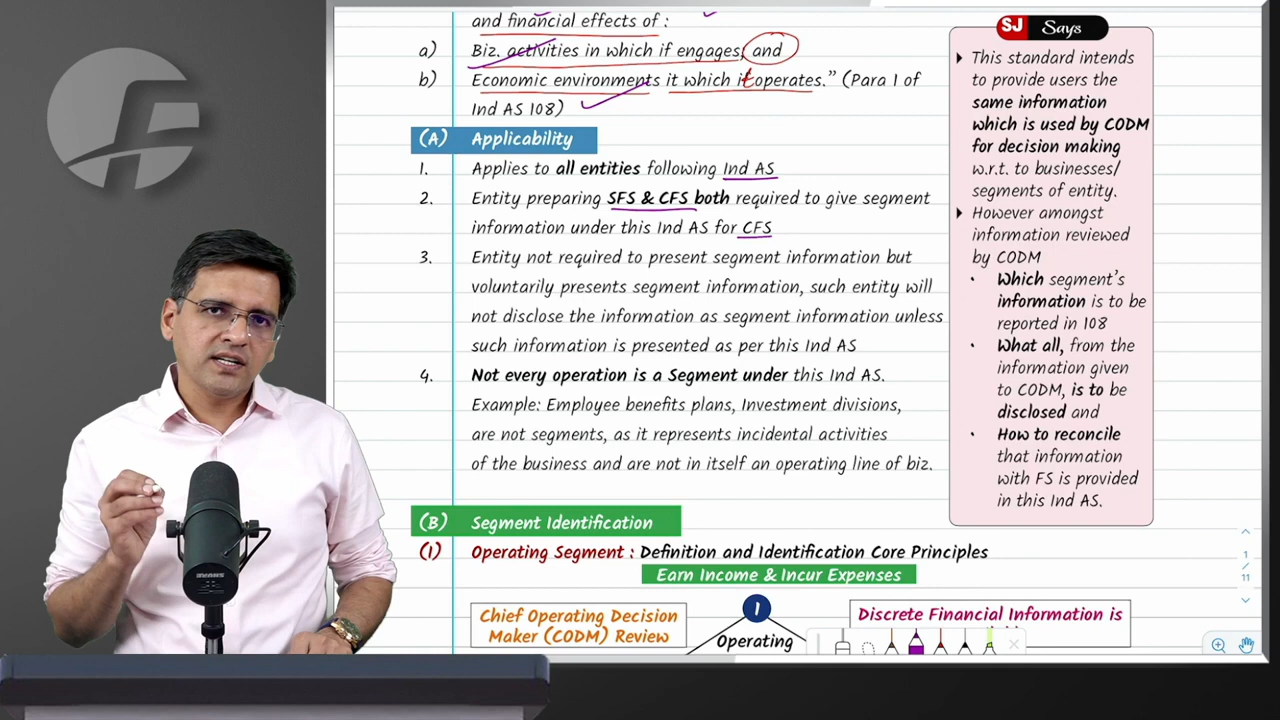 and financial effects of :
a) Biz. activities in which if engages, and
b) Economic environments it which it operates.” (Para 1 of
Ind AS 108)
(A) Applicability
1. Applies to all entities following Ind AS
2. Entity preparing SFS & CFS both required to give segment
information under this Ind AS for CFS
3. Entity not required to present segment information but
voluntarily presents segment information, such entity will
not disclose the information as segment information unless
such information is presented as per this Ind AS
4. Not every operation is a Segment under this Ind AS.
Example: Employee benefits plans, Investment divisions,
are not segments, as it represents incidental activities
of the business and are not in itself an operating line of biz.
(B) Segment Identification
(1) Operating Segment : Definition and Identification Core Principles
Earn Income & Incur Expenses
Chief Operating Decision
Maker (CODM) Review
1
Operating
Discrete Financial Information is
SJ Says
This standard intends
to provide users the
same information
which is used by CODM
for decision making
w.r.t. to businesses/
segments of entity.
However amongst
information reviewed
by CODM
· Which segment's
information is to be
reported in 108
· What all, from the
information given
to CODM, is to be
disclosed and
· How to reconcile
that information
with FS is provided
in this Ind AS.
1
/
11
SHURE